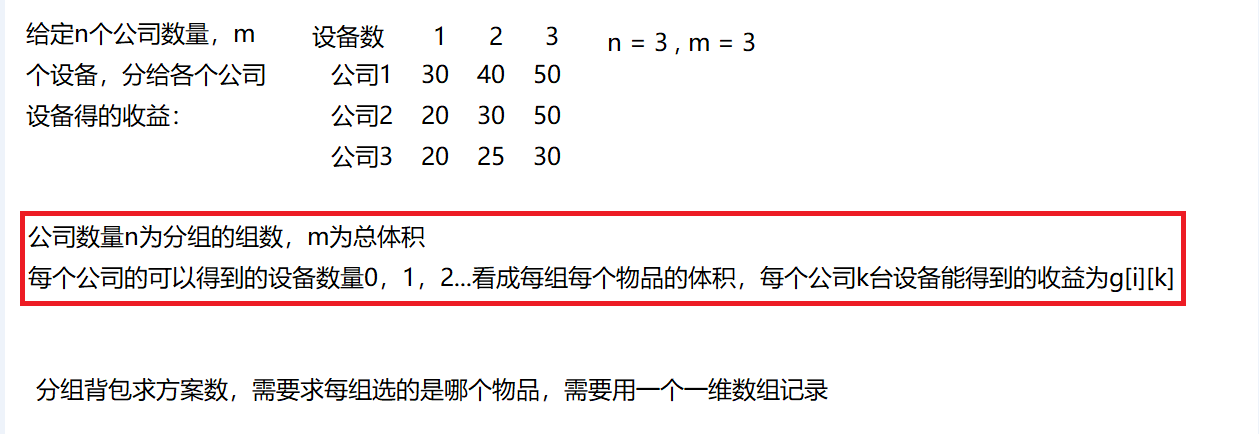 给定n个公司数量，m
个设备，分给各个公司
设备得的收益：
设备数 1 2 3
公司1 30 40 50
公司2 20 30 50
公司3 20 25 30
n = 3 , m = 3
公司数量n为分组的组数，m为总体积
每个公司的可以得到的设备数量0，1，2...看成每组每个物品的体积，每个公司k台设备能得到的收益为g[i][k]
分组背包求方案数，需要求每组选的是哪个物品，需要用一个一维数组记录